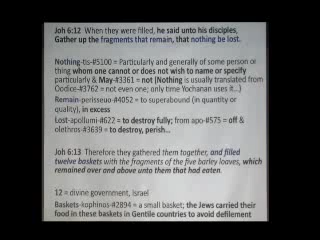 Joh 6:12 When they were filled, he said unto his disciples,
Gather up the fragments that remain, that nothing be lost.
Nothing-tis-#5100 = Particularly and generally of some person or
thing whom one cannot or does not wish to name or specify
particularly & May-#3361 = not |Nothing is usually translated from
Oodice-#3762 = not even one; only time Yochanan uses it...)
Remain-perisseuo-#4052 = to superabound (in quantity or
quality), in excess
Lost-apollumi-#622 = to destroy fully; from apo-#575 = off &
olethros-#3639 = to destroy, perish...
Joh 6:13 Therefore they gathered them together, and filled
twelve baskets with the fragments of the five barley loaves, which
remained over and above unto them that had eaten.
12 = divine government, Israel
Baskets-kophinos-#2894 = a small basket; the Jews carried their
food in these baskets in Gentile countries to avoid defilement